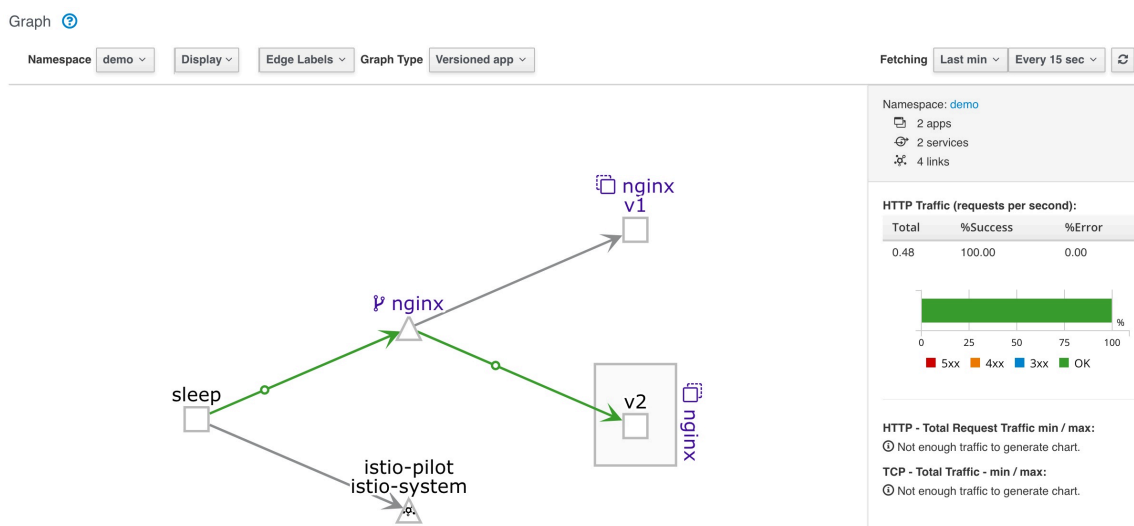 Graph
Namespace demo Display Edge Labels Graph Type Versioned app Fetching Last min Every 15 sec
Namespace: demo
2 apps
2 services
4 links
HTTP Traffic (requests per second):
Total %Success %Error
0.48 100.00 0.00
%
0 25 50 75 100
5xx 4xx 3xx OK
HTTP - Total Request Traffic min / max:
Not enough traffic to generate chart.
TCP - Total Traffic - min / max:
Not enough traffic to generate chart.
nginx
v1
nginx
sleep
v2
nginx
istio-pilot
istio-system